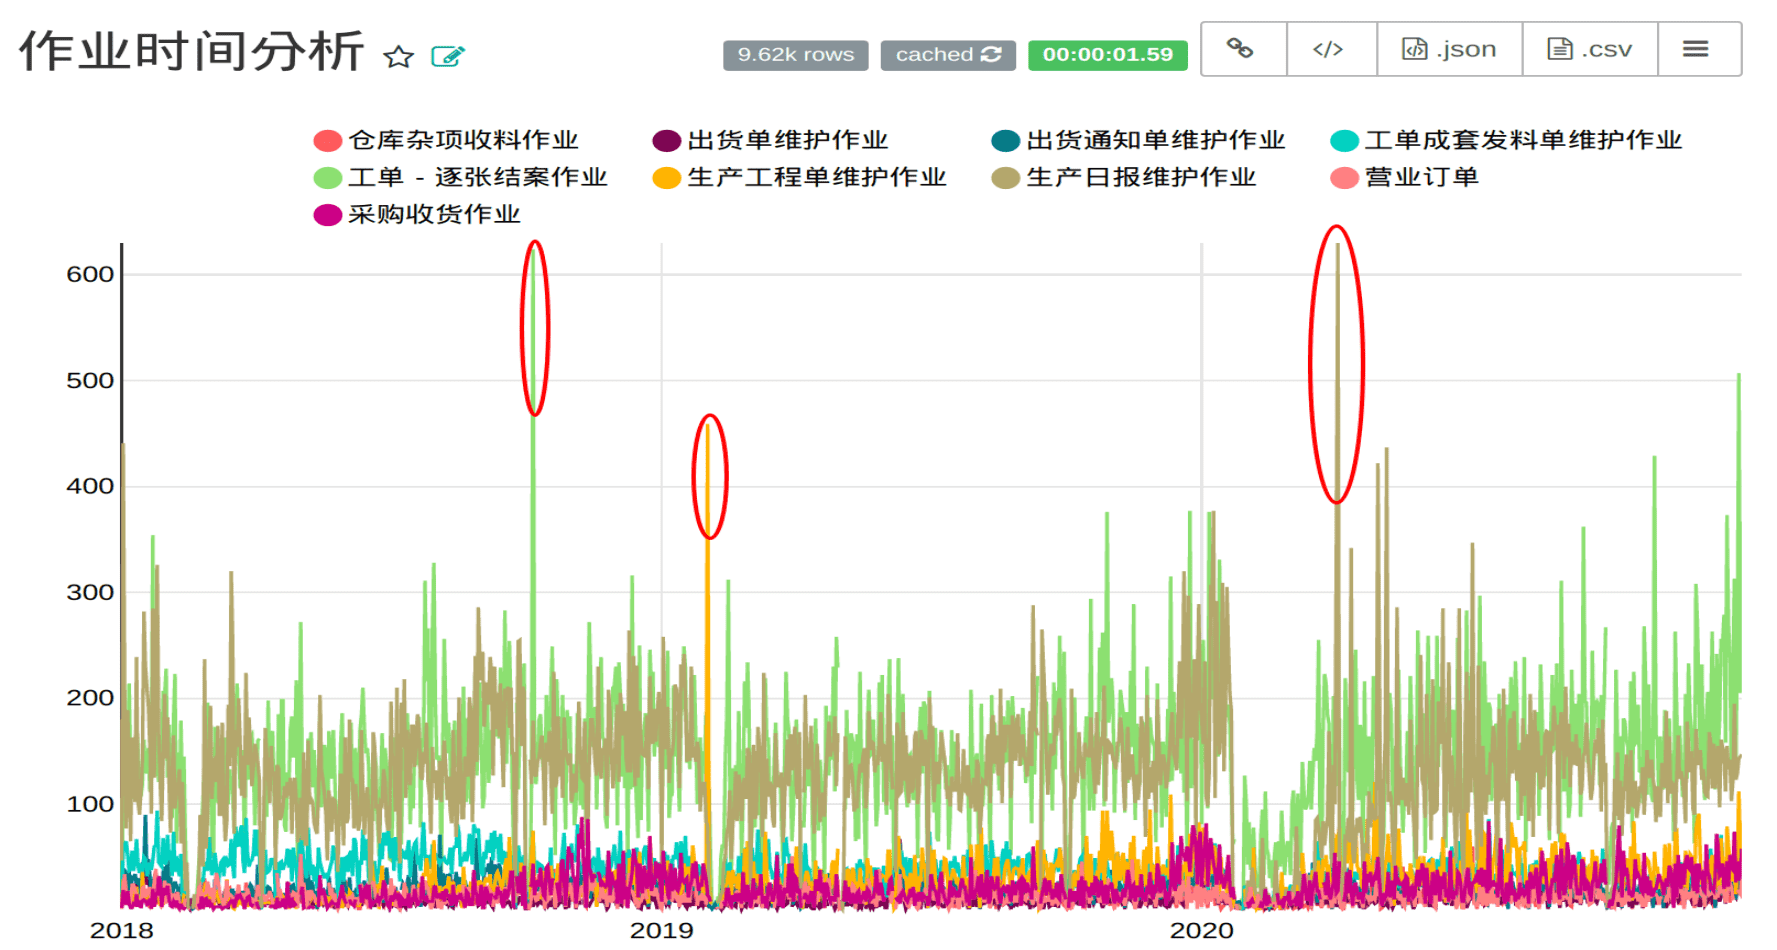 作业时间分析
9.62k rows cached 00:00:01.59 </> .json .csv
仓库杂项收料作业 出货单维护作业 出货通知单维护作业 工单成套发料单维护作业
工单 - 逐张结案作业 生产工程单维护作业 生产日报维护作业 营业订单
采购收货作业
600
500
400
300
200
100
2018 2019 2020